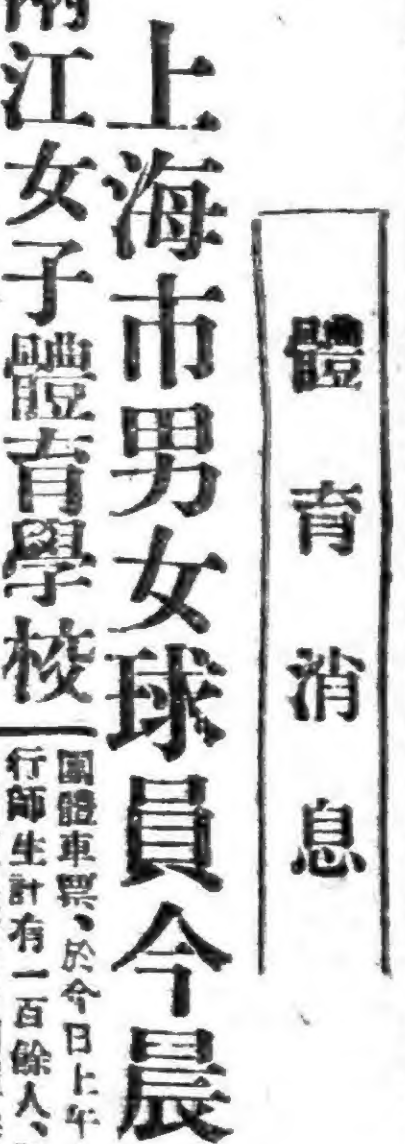 體育消息
上海市男女球員今晨
兩江女子體育學校
團體車票、於今日上午
行師生計有一百餘人、